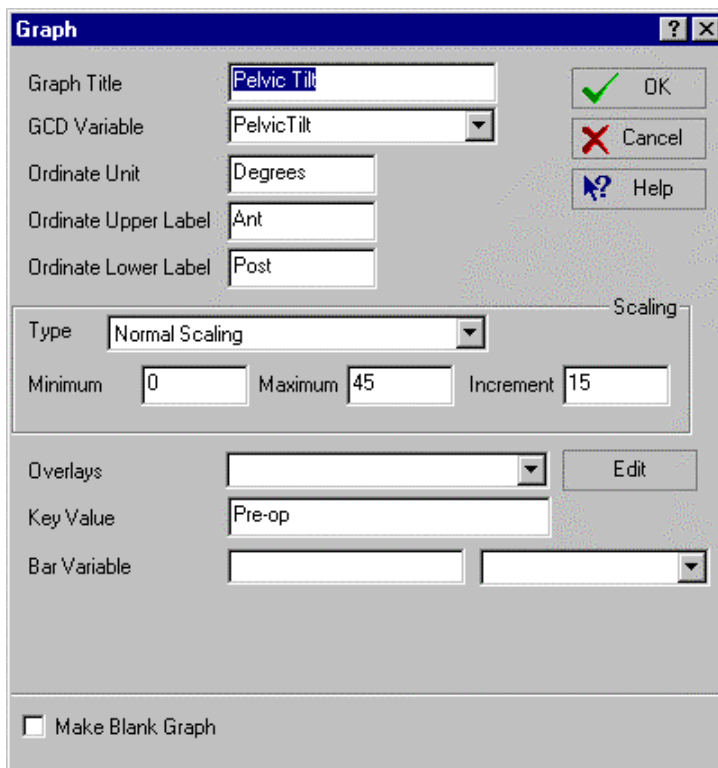 Graph
Graph Title Pelvic Tilt OK
GCD Variable PelvicTilt Cancel
Ordinate Unit Degrees Help
Ordinate Upper Label Ant
Ordinate Lower Label Post
Scaling
Type Normal Scaling
Minimum 0 Maximum 45 Increment 15
Overlays Edit
Key Value Pre-op
Bar Variable
Make Blank Graph